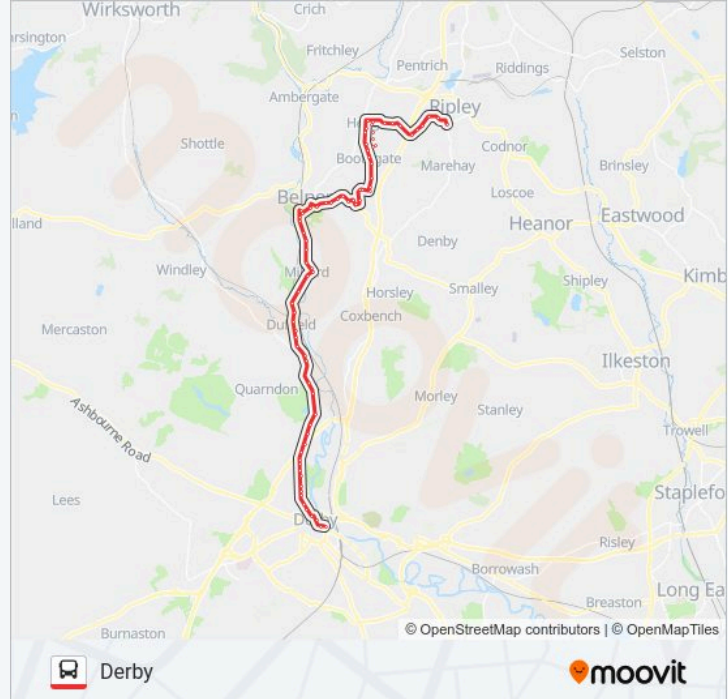 Wirksworth
Crich
Fritchley
Selston
Pentrich
Riddings
Ambergate
Ripley
Codnor
Shottle
Marehay
Brinsley
Loscoe
Eastwood
Heanor
Denby
Windley
Horsley
Smalley
Shipley
Kimb
Coxbench
Mercaston
Ilkeston
Quarndon
Morley
Stanley
Trowell
Ashbourne Road
Lees
Staplefo
Derby
Risley
Borrowash
Breaston
Long Ea
Burnaston
© OpenStreetMap contributors | © OpenMapTiles
Derby
moovit